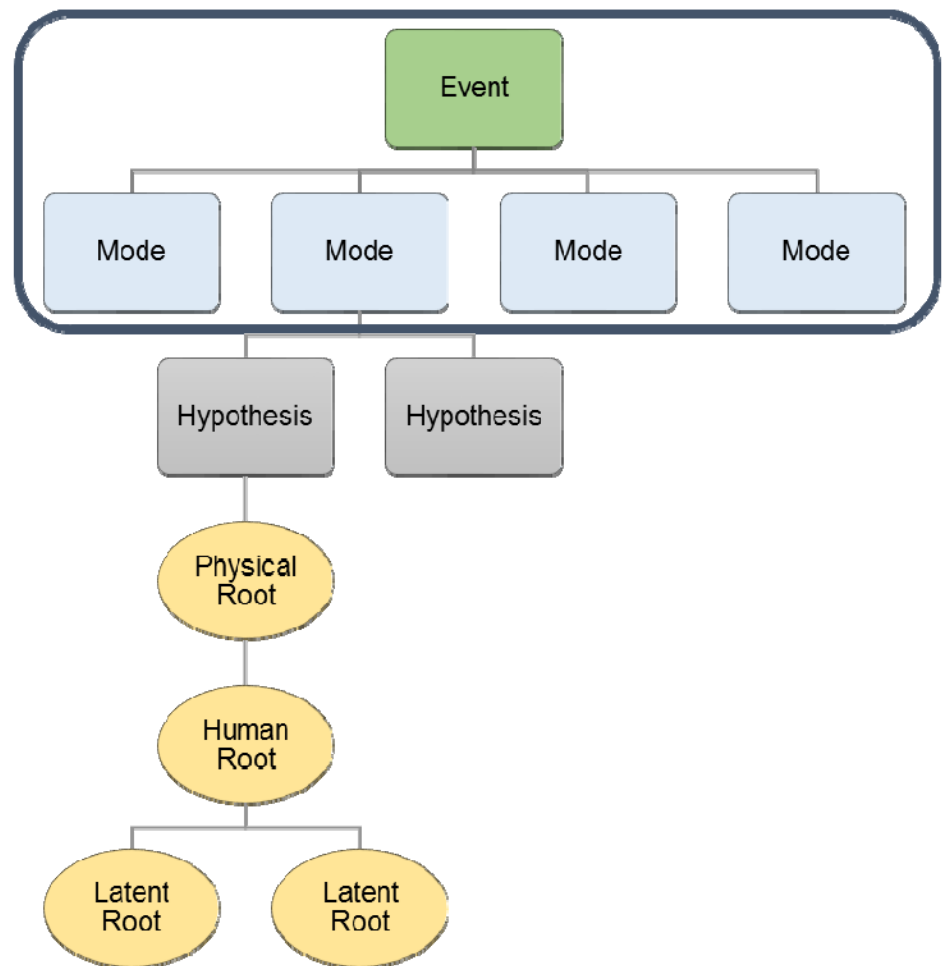 Event
Mode
Mode
Mode
Mode
Hypothesis
Hypothesis
Physical
Root
Human
Root
Latent
Root
Latent
Root